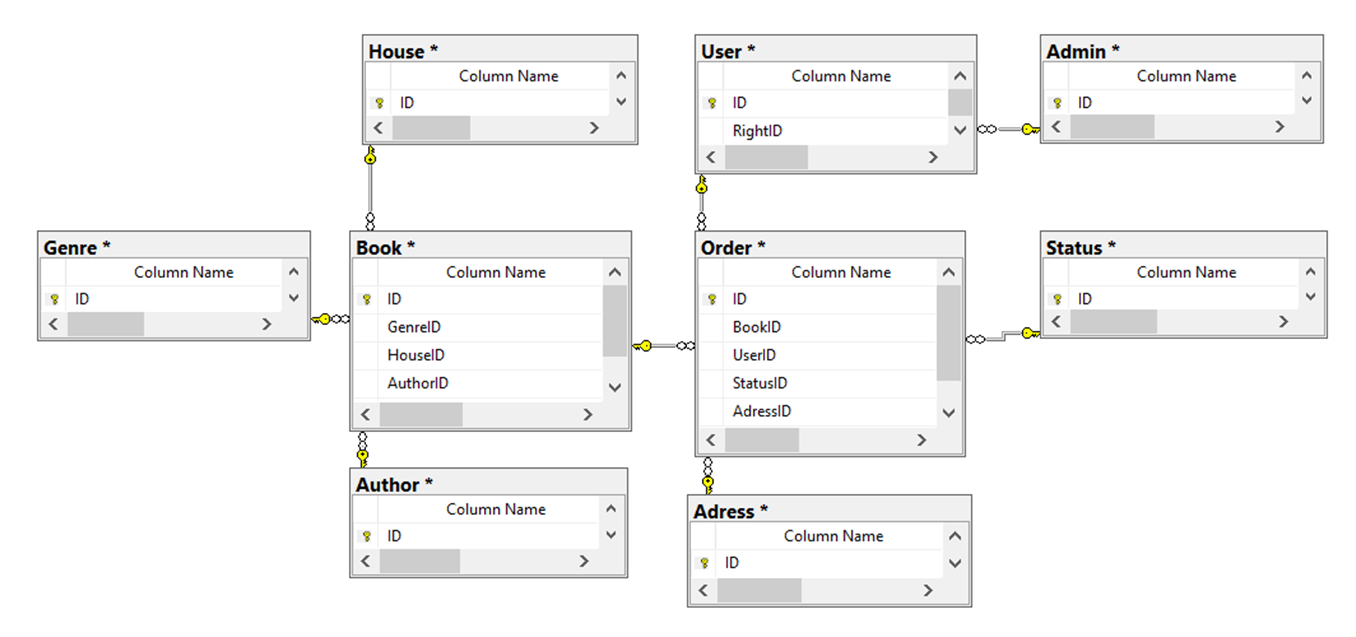 House *
Column Name
ID
User *
Column Name
ID
RightID
Admin *
Column Name
ID
Genre *
Column Name
ID
Book *
Column Name
ID
GenreID
HouseID
AuthorID
Order *
Column Name
ID
BookID
UserID
StatusID
AdressID
Status *
Column Name
ID
Author *
Column Name
ID
Adress *
Column Name
ID